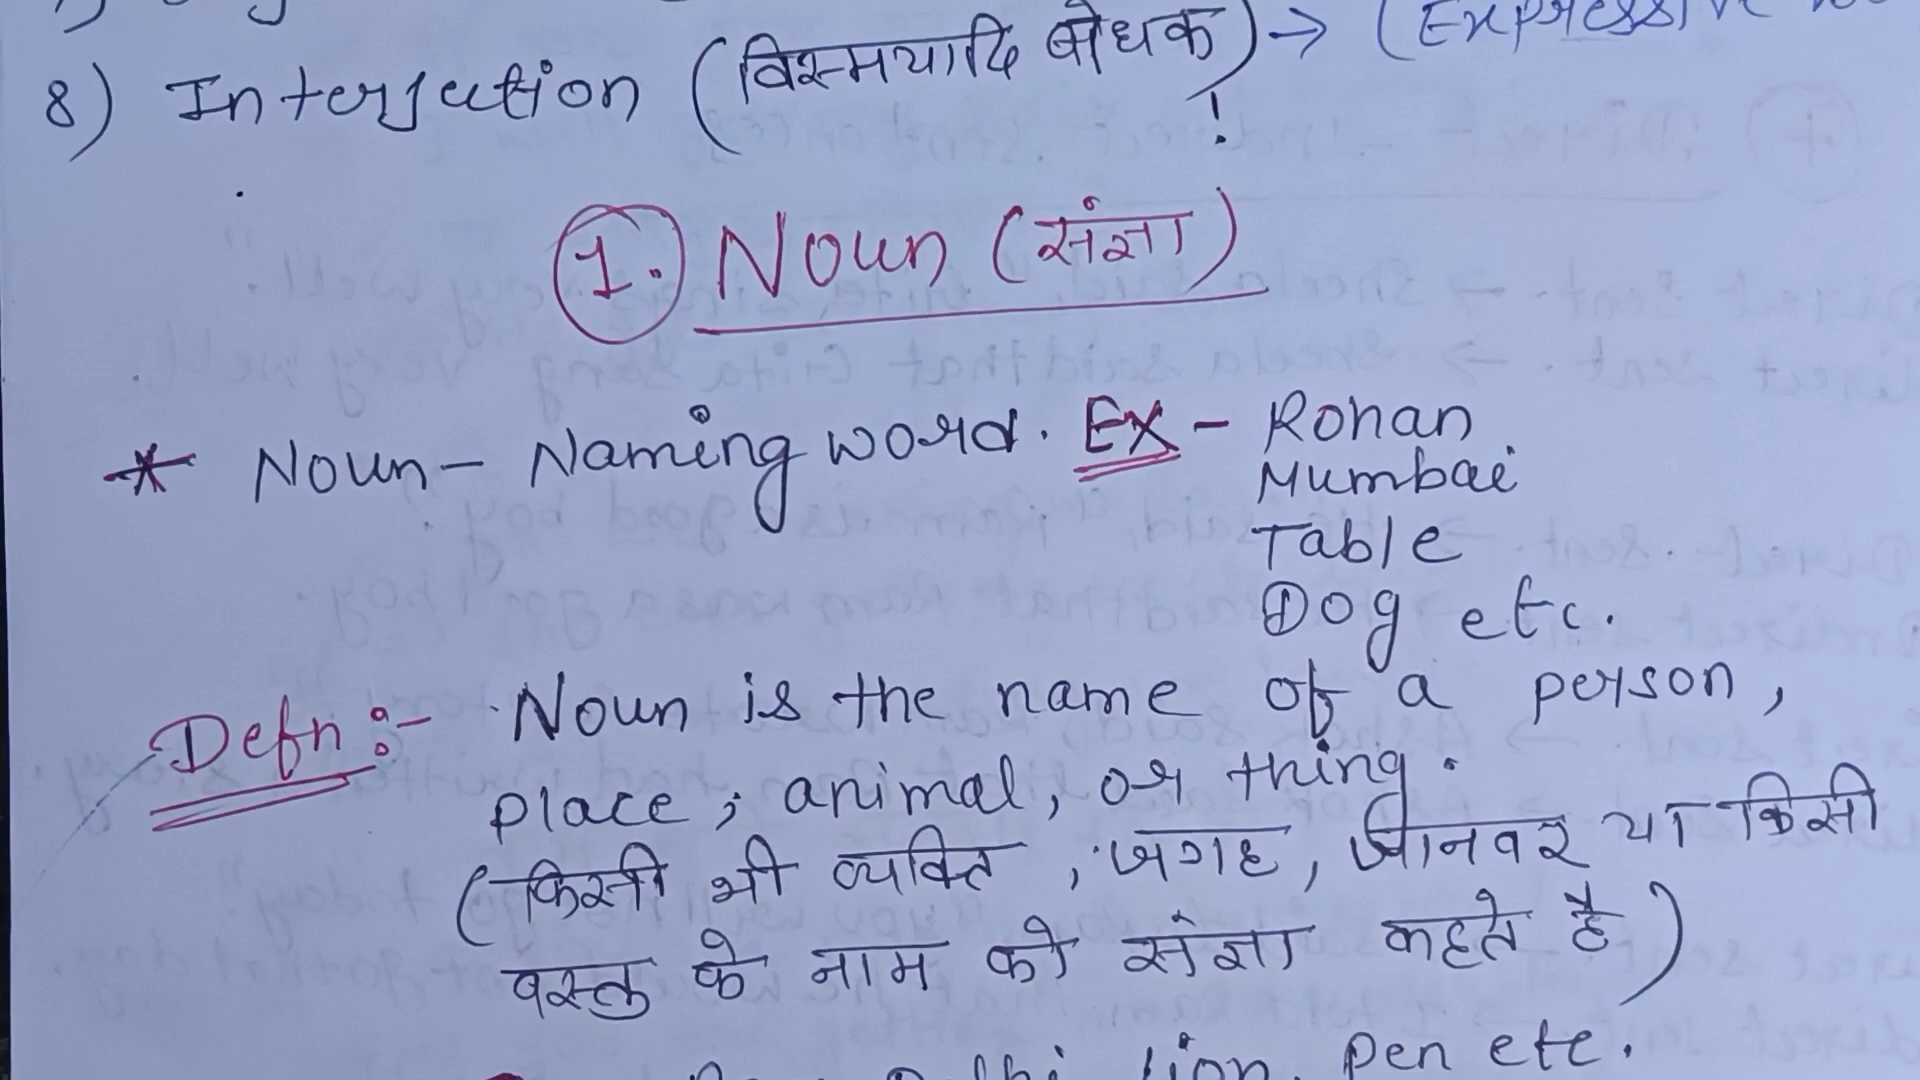 8) Interjection (विस्मयादि बोधक) → (Expressive
!
1. Noun (संज्ञा)
* Noun - Naming word. Ex - Rohan
Mumbai
Table
Dog etc.
Defn :- Noun is the name of a person,
place, animal, or thing.
(किसी भी व्यक्ति, जगह, जानवर या किसी
वस्तु के नाम को संज्ञा कहते है)
lion, pen etc.